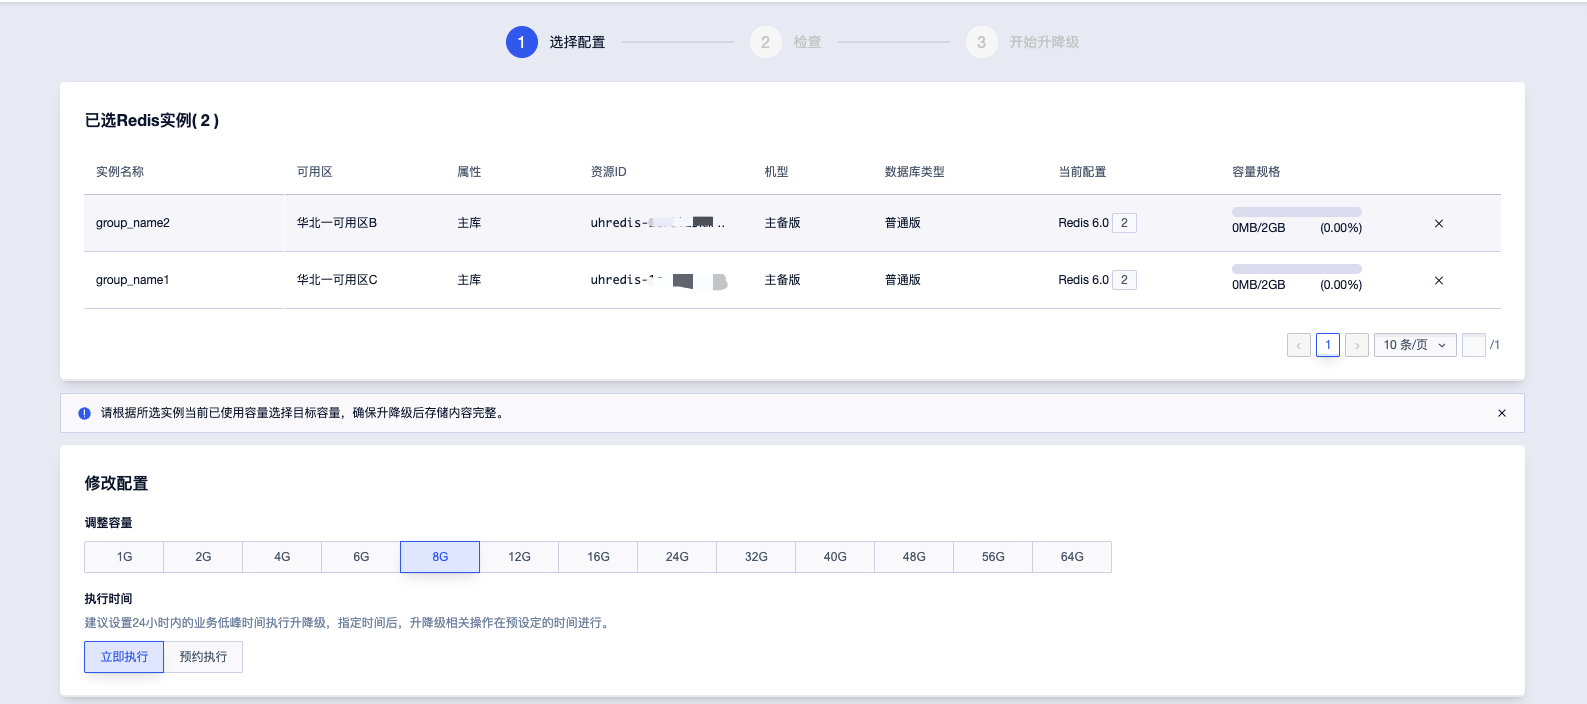 1 选择配置 2 检查 3 开始升降级
已选Redis实例( 2 )
实例名称 可用区 属性 资源ID 机型 数据库类型 当前配置 容量规格
group_name2 华北一可用区B 主库 uhredis- .. 主备版 普通版 Redis 6.0 2 0MB/2GB (0.00%) ×
group_name1 华北一可用区C 主库 uhredis- 主备版 普通版 Redis 6.0 2 0MB/2GB (0.00%) ×
‹ 1 › 10 条/页 /1
请根据所选实例当前已使用容量选择目标容量，确保升降级后存储内容完整。 ×
修改配置
调整容量
1G 2G 4G 6G 8G 12G 16G 24G 32G 40G 48G 56G 64G
执行时间
建议设置24小时内的业务低峰时间执行升降级，指定时间后，升降级相关操作在预设定的时间进行。
立即执行 预约执行